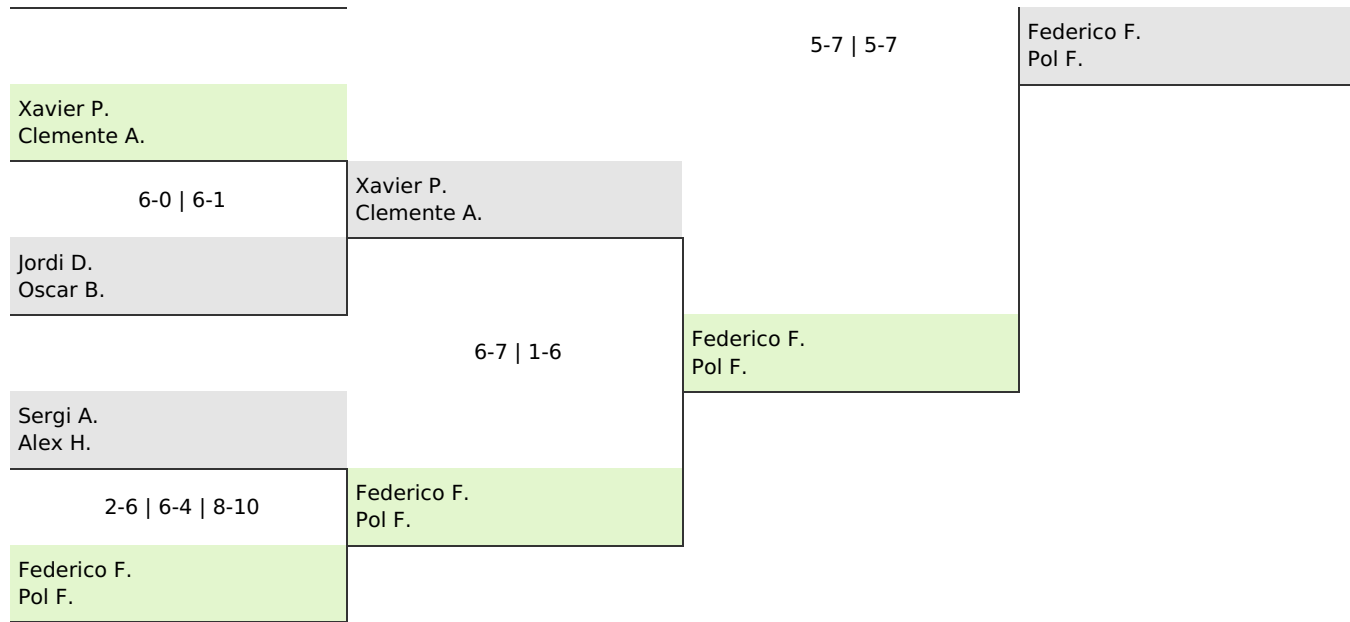 5-7 | 5-7
Federico F.
Pol F.
Xavier P.
Clemente A.
6-0 | 6-1
Xavier P.
Clemente A.
Jordi D.
Oscar B.
6-7 | 1-6
Federico F.
Pol F.
Sergi A.
Alex H.
2-6 | 6-4 | 8-10
Federico F.
Pol F.
Federico F.
Pol F.